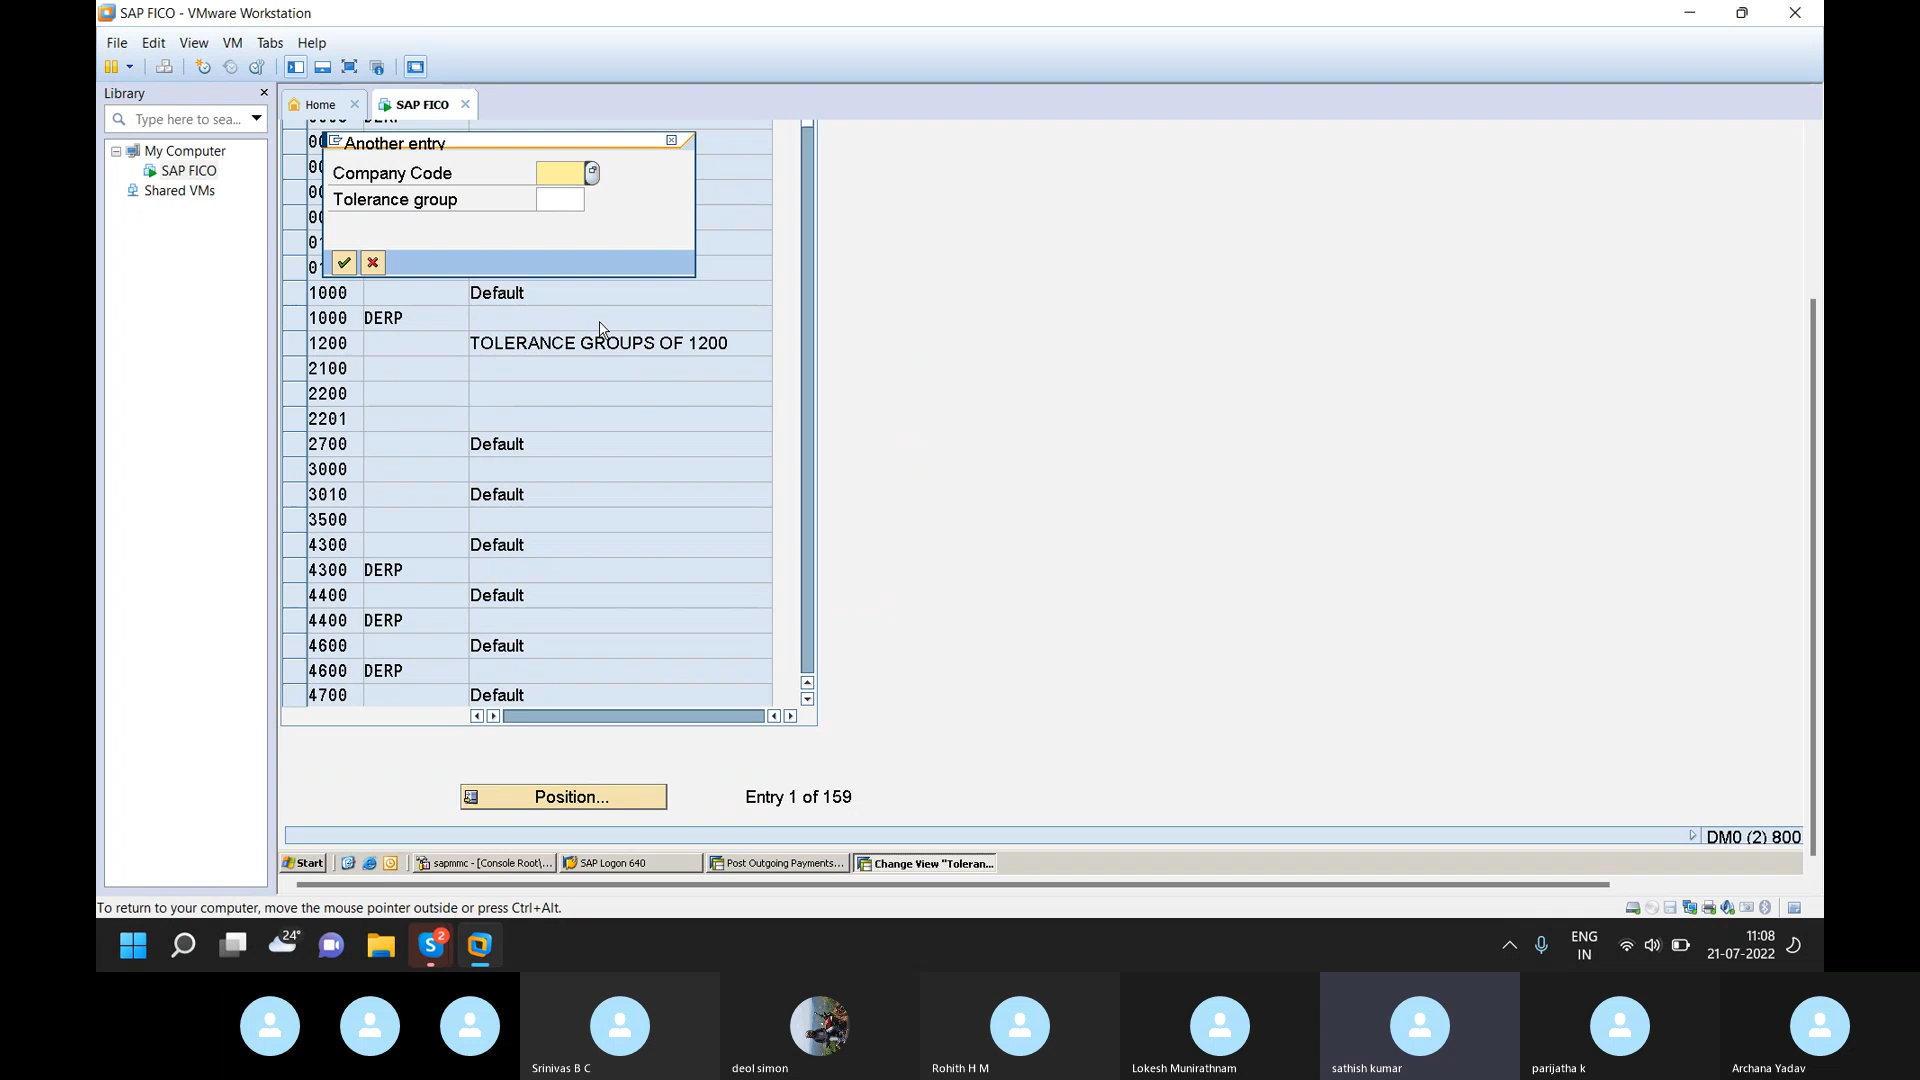 SAP FICO - VMware Workstation
File Edit View VM Tabs Help
Library
Home
SAP FICO
Type here to sea...
My Computer
SAP FICO
Shared VMs
Another entry
Company Code
Tolerance group
1000 Default
1000 DERP
1200 TOLERANCE GROUPS OF 1200
2100
2200
2201
2700 Default
3000
3010 Default
3500
4300 Default
4300 DERP
4400 Default
4400 DERP
4600 Default
4600 DERP
4700 Default
Position...
Entry 1 of 159
DM0 (2) 800
Start
sapmmc - [Console Root\...
SAP Logon 640
Post Outgoing Payments...
Change View "Toleran...
To return to your computer, move the mouse pointer outside or press Ctrl+Alt.
24°
2
ENG
IN
11:08
21-07-2022
Srinivas B C
deol simon
Rohith H M
Lokesh Munirathnam
sathish kumar
parijatha k
Archana Yadav